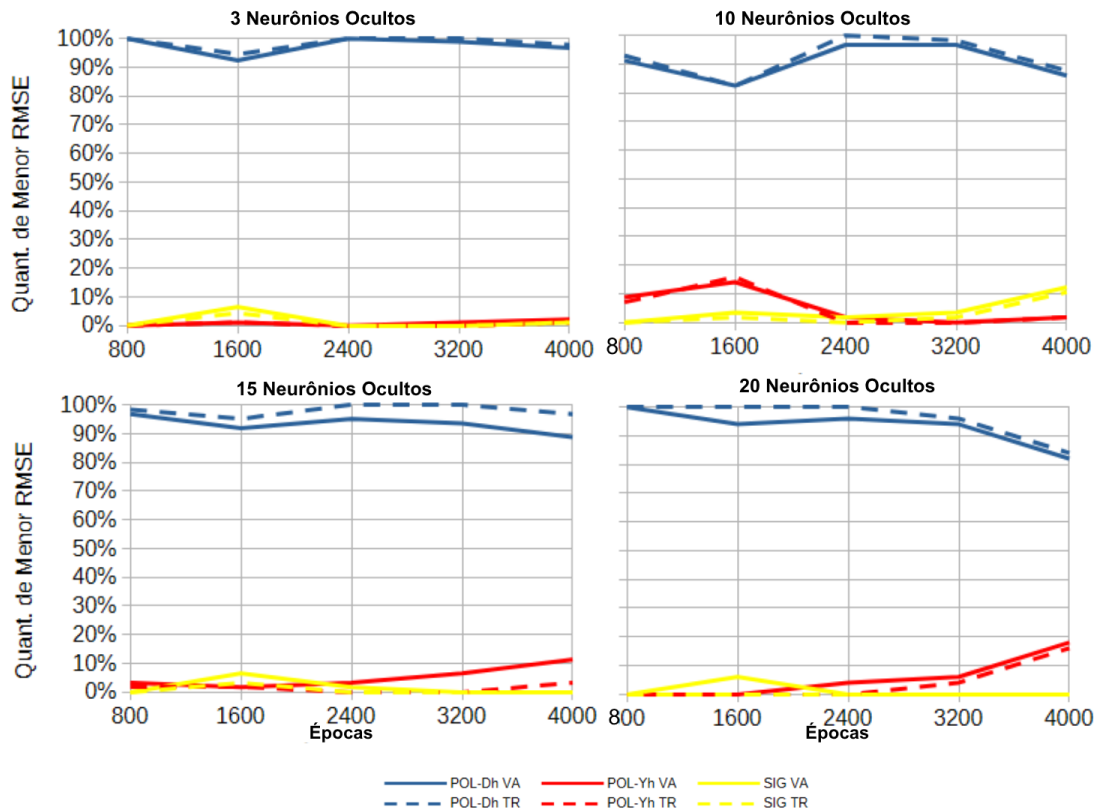 3 Neurônios Ocultos
10 Neurônios Ocultos
Quant. de Menor RMSE
100%
90%
80%
70%
60%
50%
40%
30%
20%
10%
0%
800 1600 2400 3200 4000
800 1600 2400 3200 4000
15 Neurônios Ocultos
20 Neurônios Ocultos
Quant. de Menor RMSE
100%
90%
80%
70%
60%
50%
40%
30%
20%
10%
0%
800 1600 2400 3200 4000
Épocas
800 1600 2400 3200 4000
Épocas
POL-Dh VA POL-Yh VA SIG VA
POL-Dh TR POL-Yh TR SIG TR